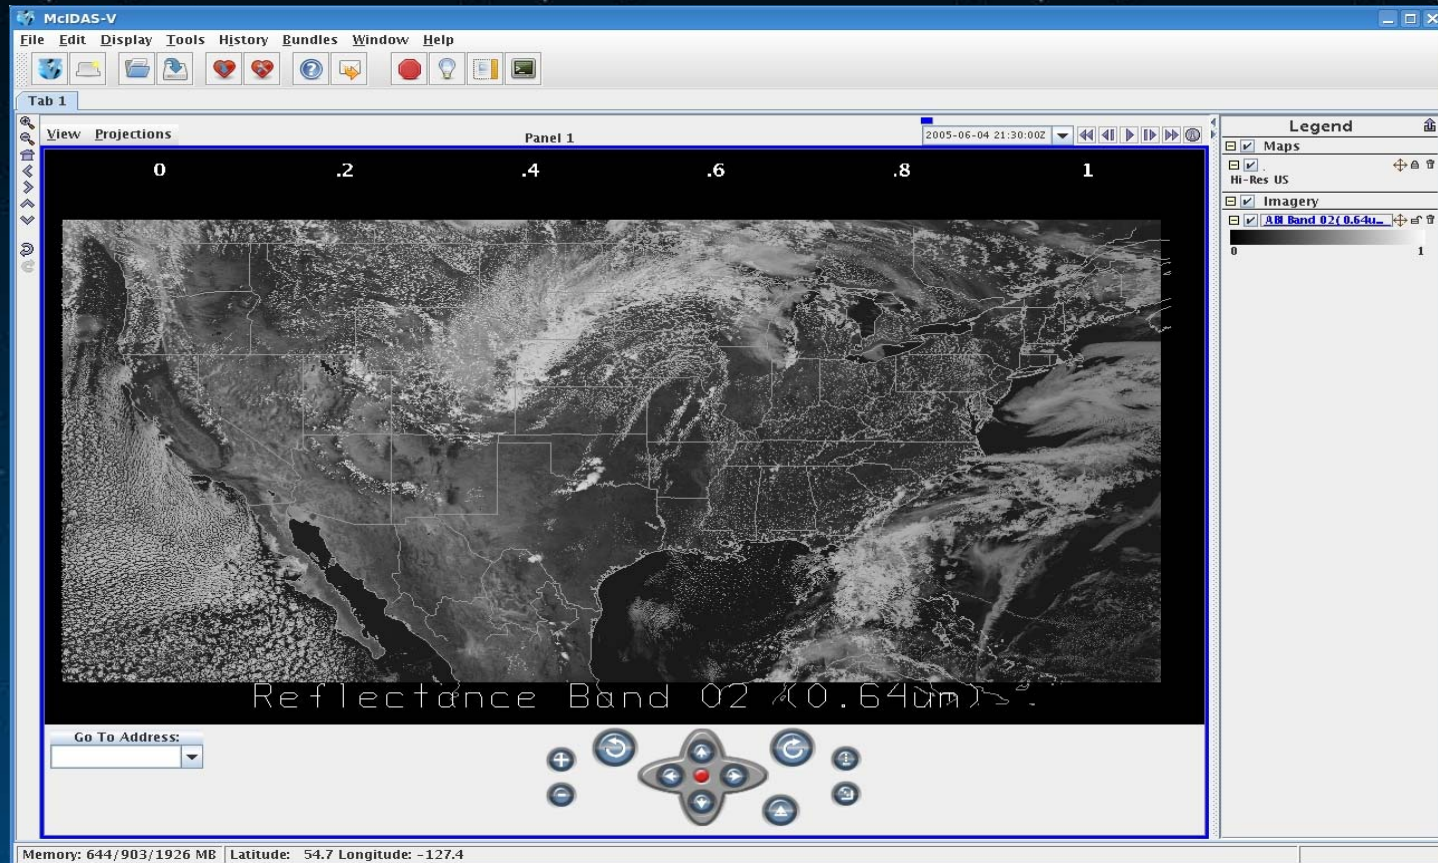 McIDAS-V
File Edit Display Tools History Bundles Window Help
Tab 1
View Projections
Panel 1
2005-06-04 21:30:00Z
0 .2 .4 .6 .8 1
Reflectance Band 02 (0.64um)
Go To Address:
Legend
Maps
.
Hi-Res US
Imagery
ABI Band 02(0.64u...
0 1
Memory: 644/903/1926 MB Latitude: 54.7 Longitude: -127.4